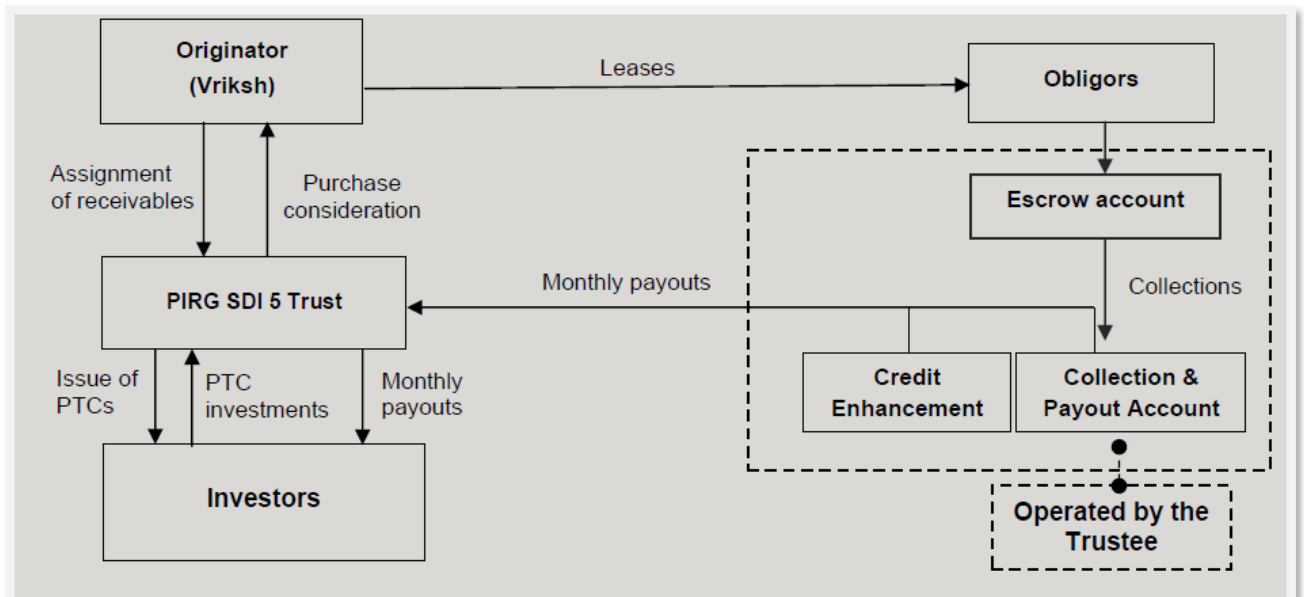 Originator
(Vriksh)
Leases
Obligors
Assignment
of receivables
Purchase
consideration
Escrow account
PIRG SDI 5 Trust
Monthly payouts
Collections
Issue of
PTCs
PTC
investments
Monthly
payouts
Credit
Enhancement
Collection &
Payout Account
Investors
Operated by the
Trustee